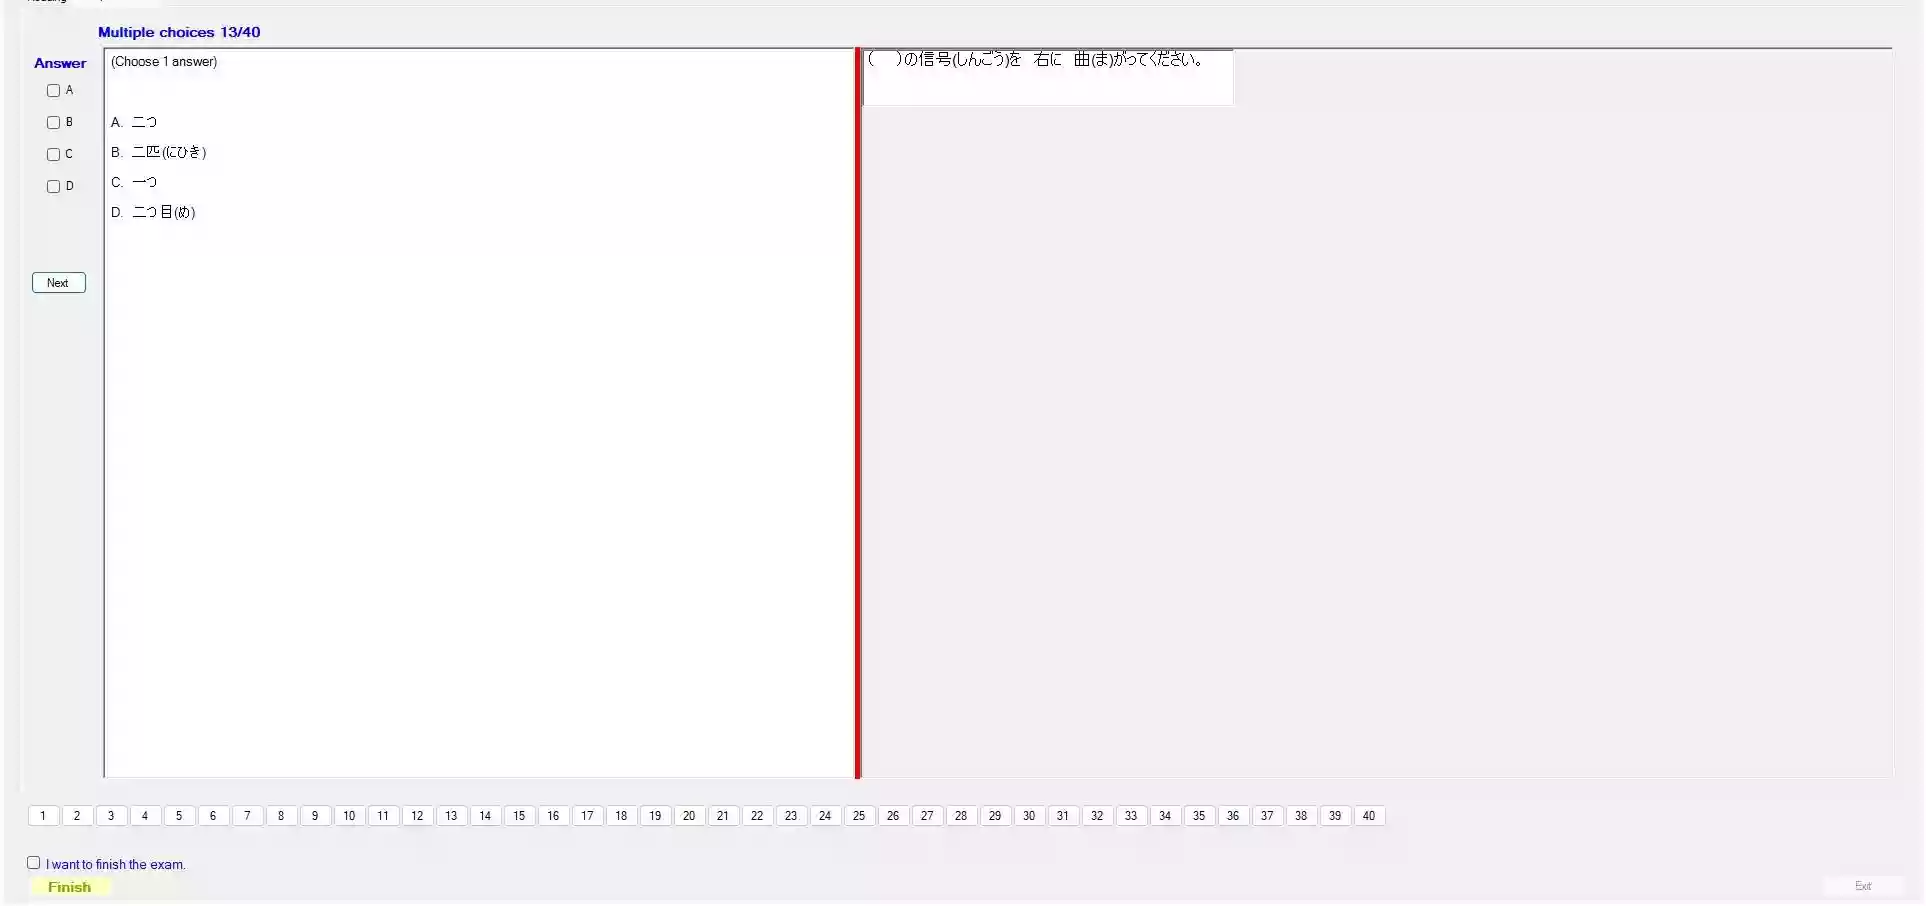 Multiple choices 13/40
Answer
A
B
C
D
Next
(Choose 1 answer)
A. 二つ
B. 二匹(にひき)
C. 一つ
D. 二つ目(め)
(　)の信号(しんごう)を　右に　曲(ま)がってください。
1 2 3 4 5 6 7 8 9 10 11 12 13 14 15 16 17 18 19 20 21 22 23 24 25 26 27 28 29 30 31 32 33 34 35 36 37 38 39 40
I want to finish the exam.
Finish
Exit